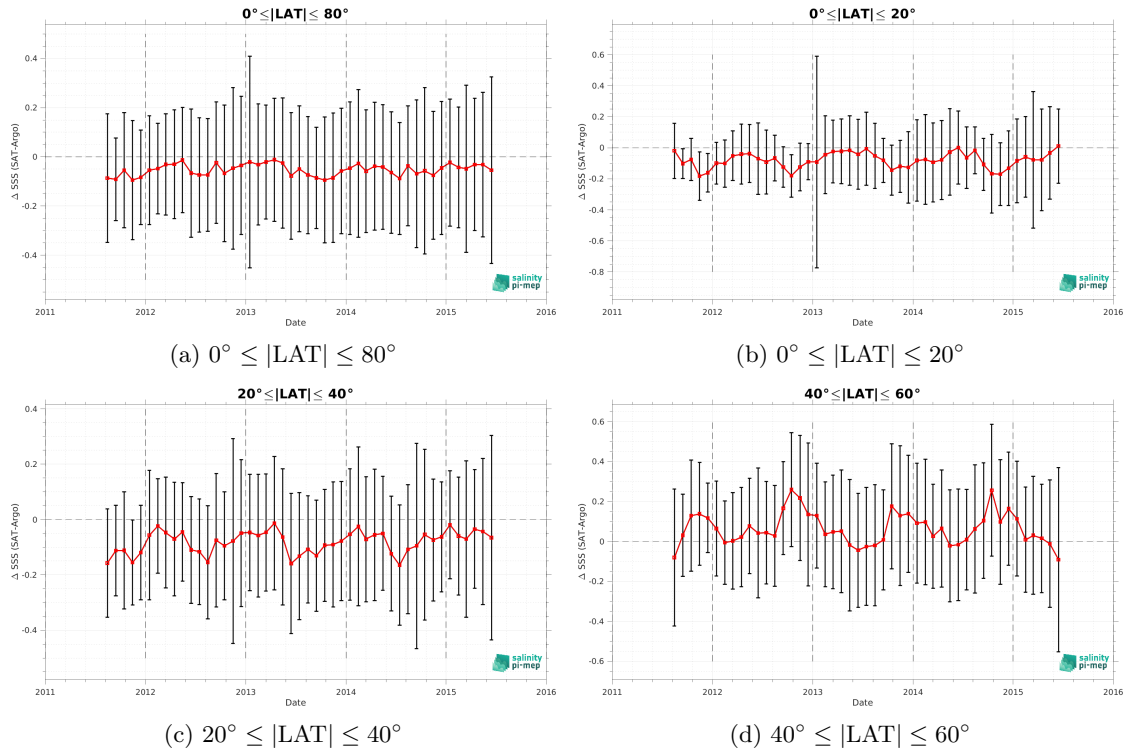 0°≤|LAT|≤ 80°
0.4
0.2
0
-0.2
-0.4
Δ SSS (SAT-Argo)
2011 2012 2013 2014 2015 2016
Date
salinity
pi-mep
(a) 0° ≤ |LAT| ≤ 80°
0°≤|LAT|≤ 20°
0.6
0.4
0.2
0
-0.2
-0.4
-0.6
-0.8
Δ SSS (SAT-Argo)
2011 2012 2013 2014 2015 2016
Date
salinity
pi-mep
(b) 0° ≤ |LAT| ≤ 20°
20°≤|LAT|≤ 40°
0.4
0.2
0
-0.2
-0.4
Δ SSS (SAT-Argo)
2011 2012 2013 2014 2015 2016
Date
salinity
pi-mep
(c) 20° ≤ |LAT| ≤ 40°
40°≤|LAT|≤ 60°
0.6
0.4
0.2
0
-0.2
-0.4
-0.6
Δ SSS (SAT-Argo)
2011 2012 2013 2014 2015 2016
Date
salinity
pi-mep
(d) 40° ≤ |LAT| ≤ 60°